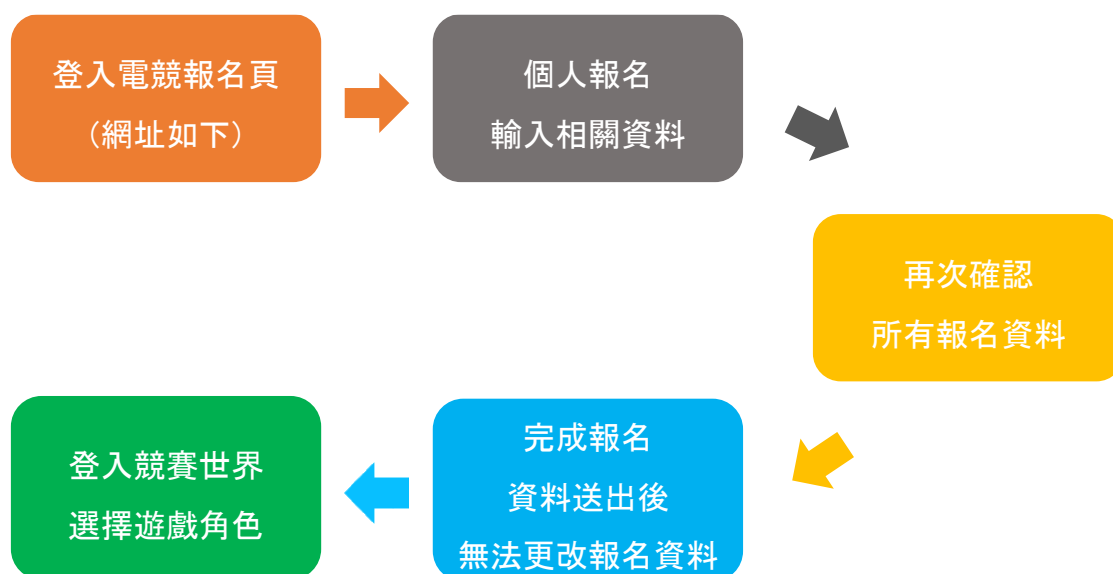 登入電競報名頁
（網址如下）
個人報名
輸入相關資料
再次確認
所有報名資料
完成報名
資料送出後
無法更改報名資料
登入競賽世界
選擇遊戲角色